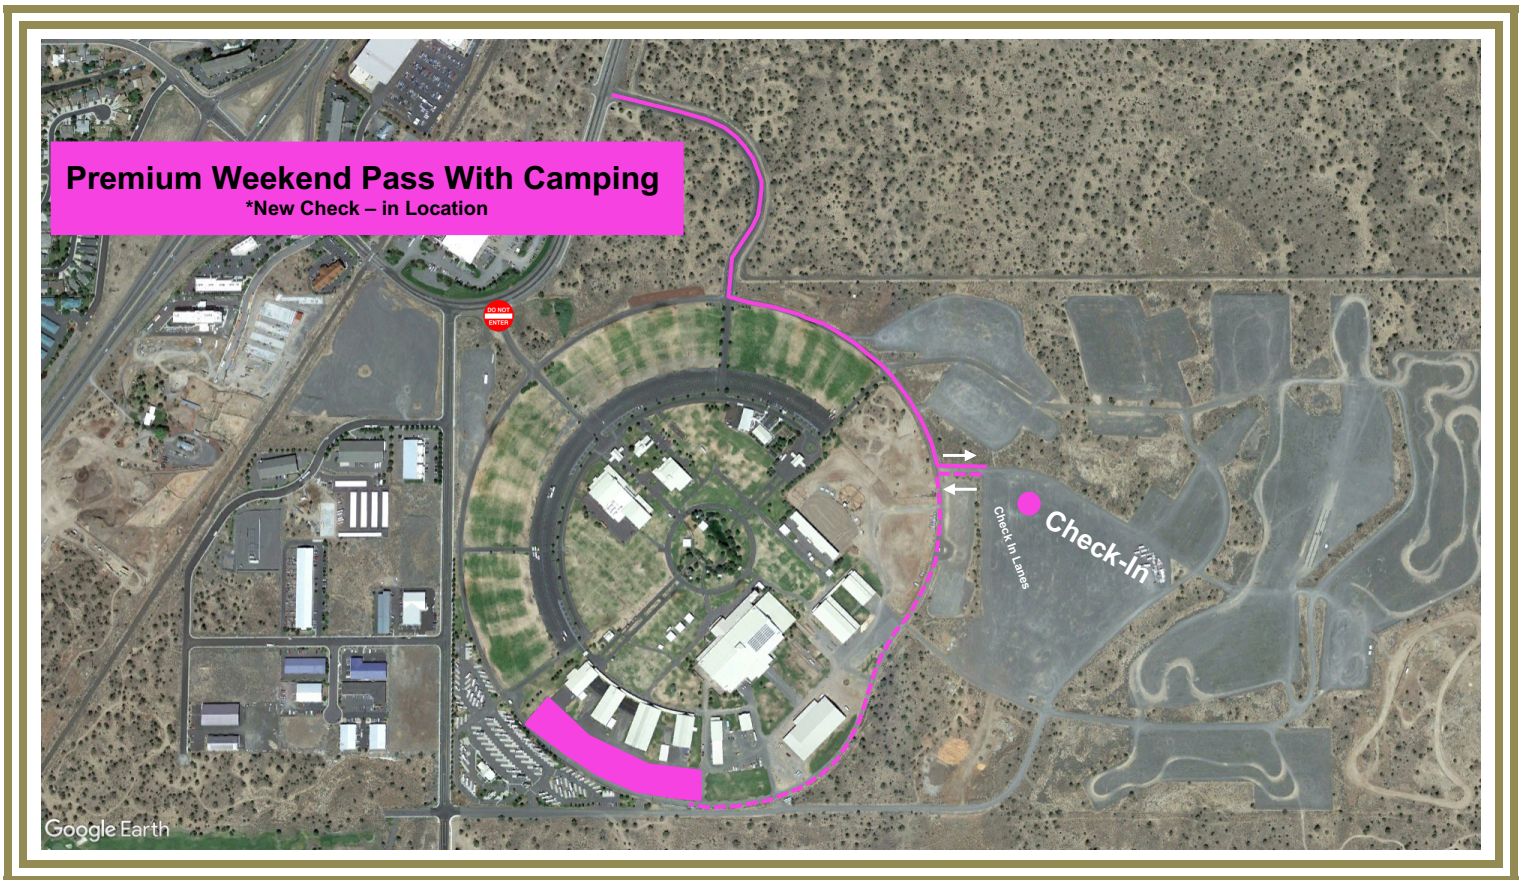 Premium Weekend Pass With Camping
*New Check – in Location
DO NOT
ENTER
Check In Lanes
Check-In
Google Earth